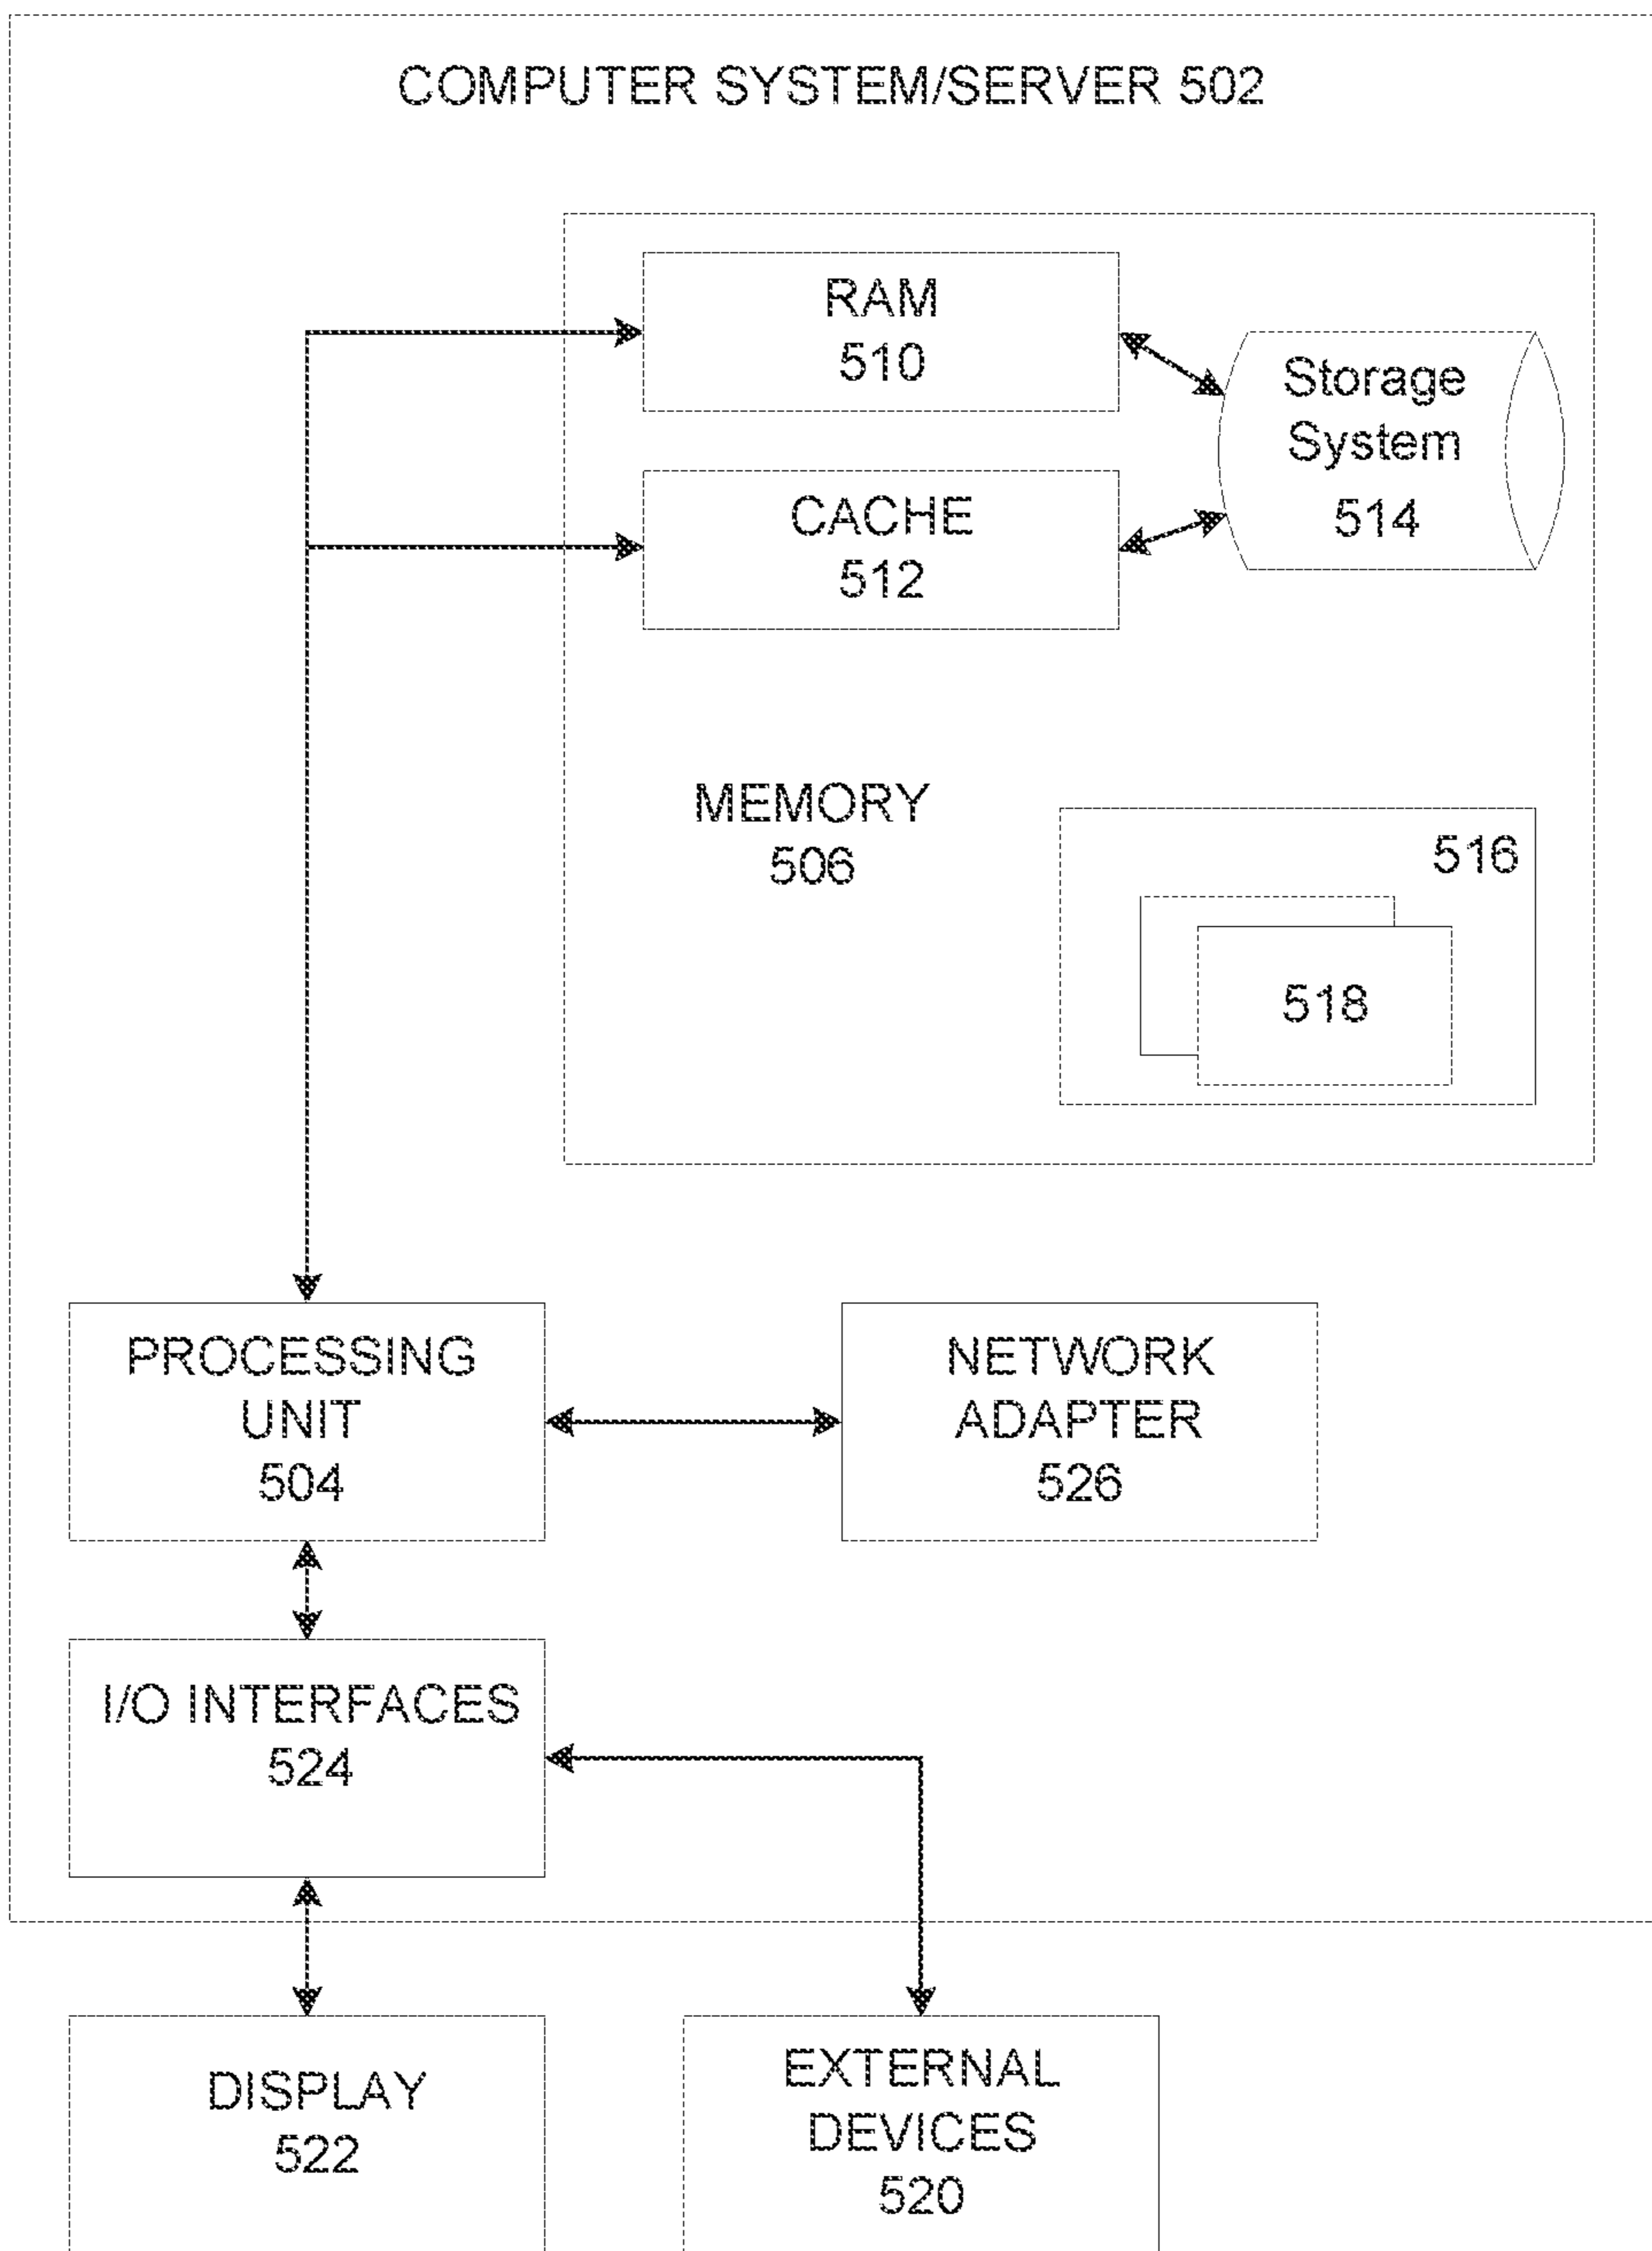 COMPUTER SYSTEM/SERVER 502
RAM
510
Storage
System
514
CACHE
512
MEMORY
506
516
518
PROCESSING
UNIT
504
NETWORK
ADAPTER
526
I/O INTERFACES
524
DISPLAY
522
EXTERNAL
DEVICES
520